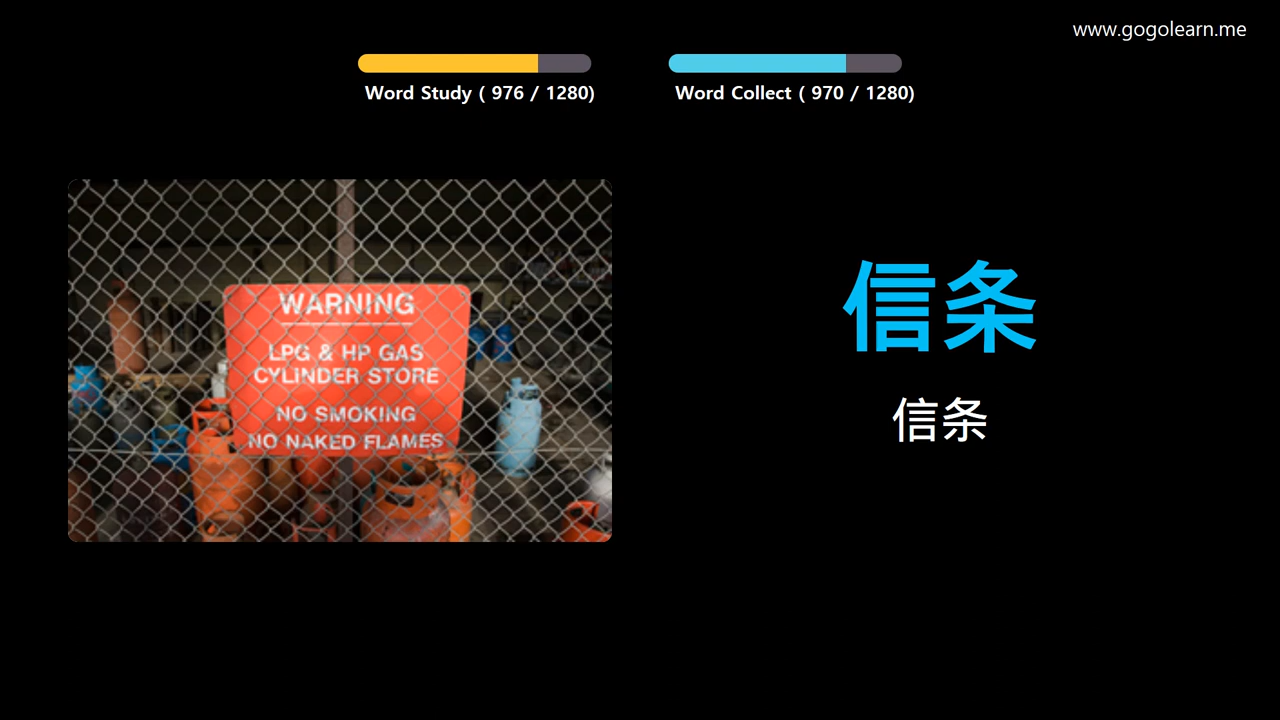 www.gogolearn.me
Word Study ( 976 / 1280)
Word Collect ( 970 / 1280)
WARNING
LPG & HP GAS
CYLINDER STORE
NO SMOKING
NO NAKED FLAMES
信条
信条